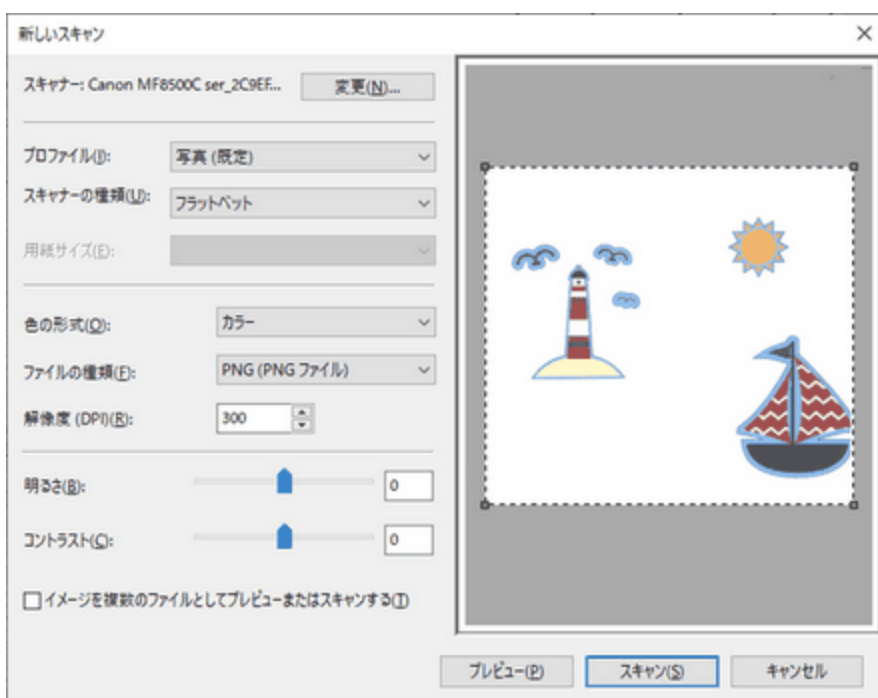 新しいスキャン
スキャナー: Canon MF8500C ser_2C9EF...
変更(N)...
プロファイル(I):
写真 (既定)
スキャナーの種類(U):
フラットベット
用紙サイズ(E):
色の形式(O):
カラー
ファイルの種類(F):
PNG (PNG ファイル)
解像度 (DPI)(R):
300
明るさ(B):
0
コントラスト(C):
0
イメージを複数のファイルとしてプレビューまたはスキャンする(T)
プレビュー(P)
スキャン(S)
キャンセル